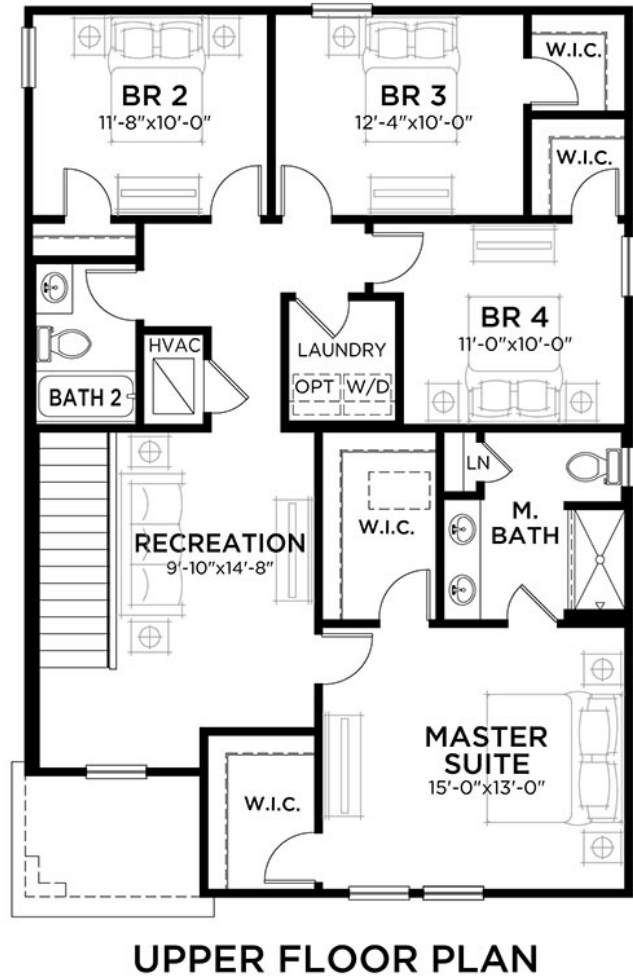 W.I.C.
BR 2
11'-8"x10'-0"
BR 3
12'-4"x10'-0"
W.I.C.
BR 4
11'-0"x10'-0"
HVAC
LAUNDRY
OPT W/D
BATH 2
LN
M.
BATH
W.I.C.
RECREATION
9'-10"x14'-8"
MASTER
SUITE
15'-0"x13'-0"
W.I.C.
UPPER FLOOR PLAN